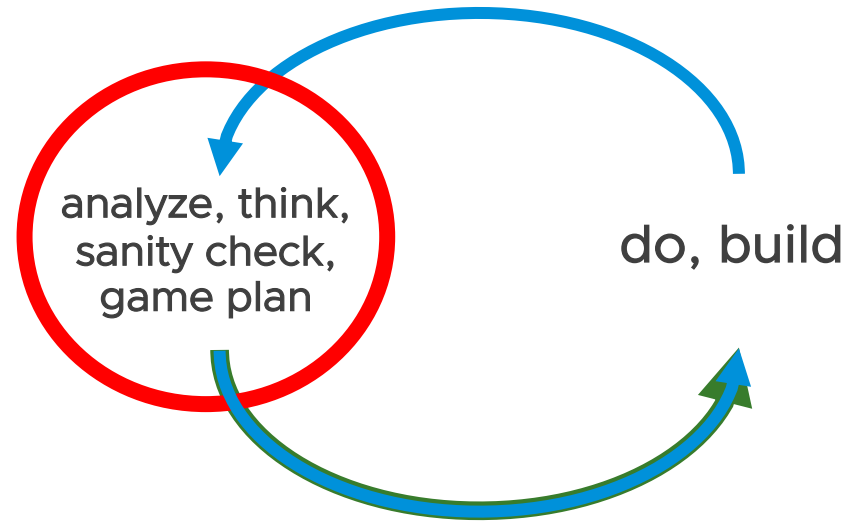 analyze, think,
sanity check,
game plan
do, build